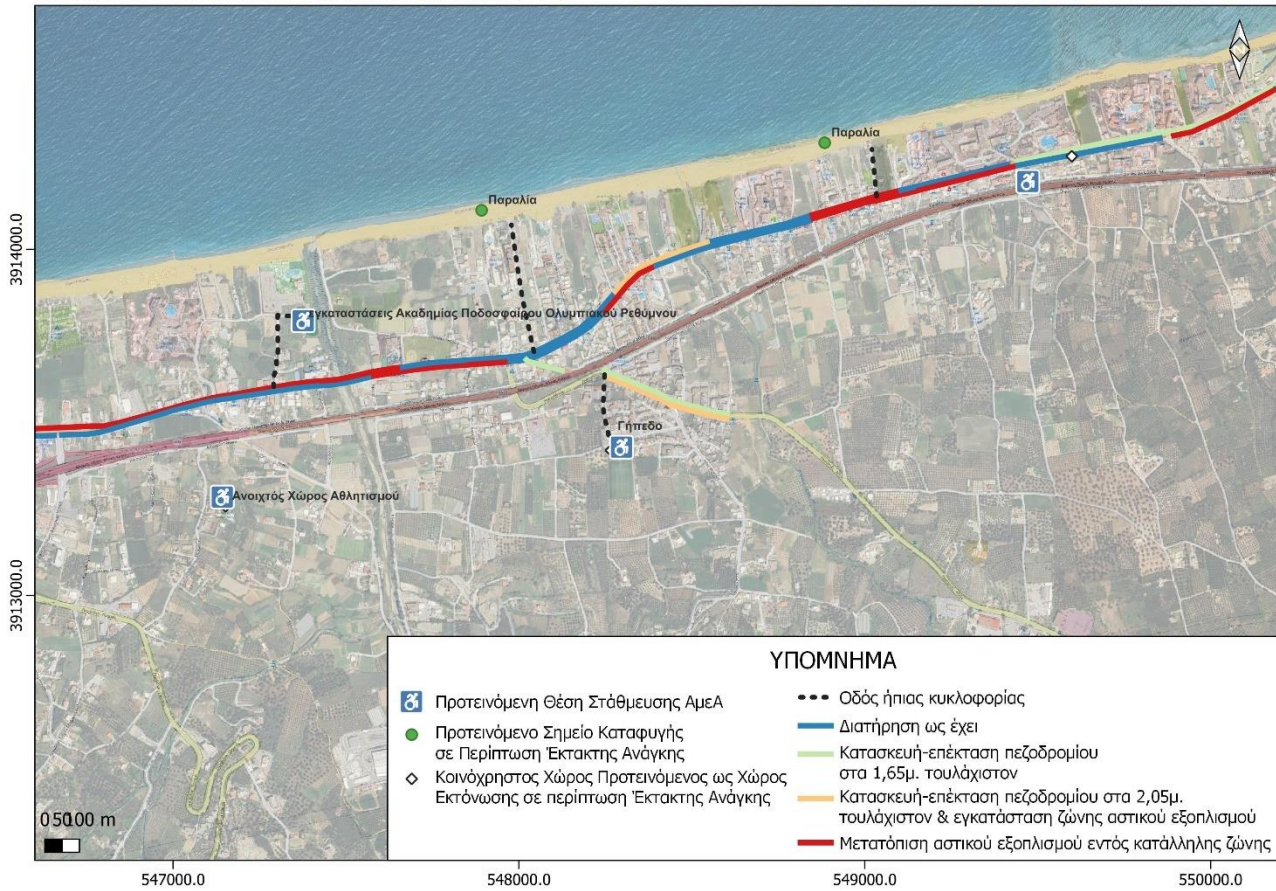 Παραλία
Παραλία
3914000.0
εγκαταστάσεις Ακαδημίας Ποδοσφαίρου Ολυμπιακού Ρεθύμνου
Γήπεδο
Ανοιχτός Χώρος Αθλητισμού
3913000.0
ΥΠΟΜΝΗΜΑ
Προτεινόμενη Θέση Στάθμευσης ΑμεΑ
Προτεινόμενο Σημείο Καταφυγής
σε Περίπτωση Έκτακτης Ανάγκης
Κοινόχρηστος Χώρος Προτεινόμενος ως Χώρος
Εκτόνωσης σε περίπτωση Έκτακτης Ανάγκης
Οδός ήπιας κυκλοφορίας
Διατήρηση ως έχει
Κατασκευή-επέκταση πεζοδρομίου
στα 1,65μ. τουλάχιστον
Κατασκευή-επέκταση πεζοδρομίου στα 2,05μ.
τουλάχιστον & εγκατάσταση ζώνης αστικού εξοπλισμού
Μετατόπιση αστικού εξοπλισμού εντός κατάλληλης ζώνης
0 50 100 m
547000.0
548000.0
549000.0
550000.0